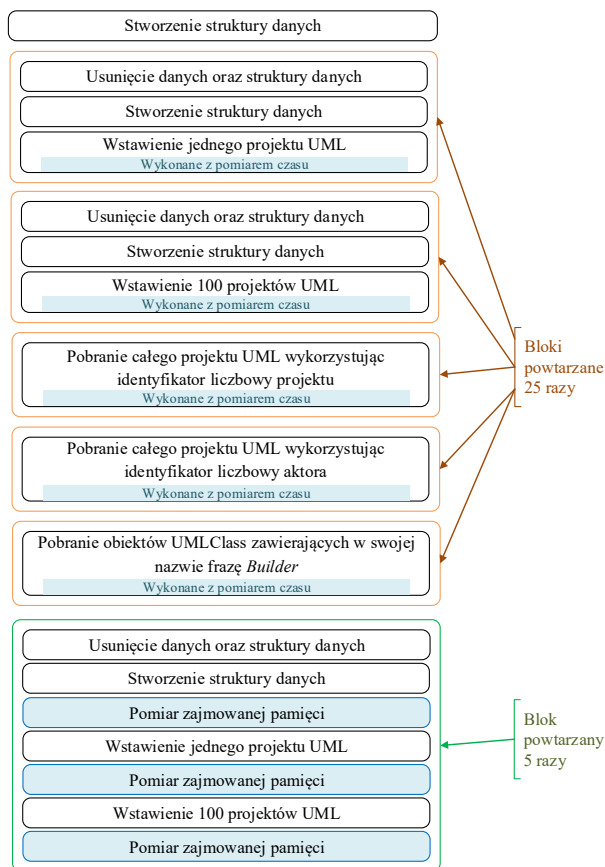 Stworzenie struktury danych
Usunięcie danych oraz struktury danych
Stworzenie struktury danych
Wstawienie jednego projektu UML
Wykonane z pomiarem czasu
Usunięcie danych oraz struktury danych
Stworzenie struktury danych
Wstawienie 100 projektów UML
Wykonane z pomiarem czasu
Pobranie całego projektu UML wykorzystując
identyfikator liczbowy projektu
Wykonane z pomiarem czasu
Pobranie całego projektu UML wykorzystując
identyfikator liczbowy aktora
Wykonane z pomiarem czasu
Pobranie obiektów UMLClass zawierających w swojej
nazwie frazę Builder
Wykonane z pomiarem czasu
Bloki
powtarzane
25 razy
Usunięcie danych oraz struktury danych
Stworzenie struktury danych
Pomiar zajmowanej pamięci
Wstawienie jednego projektu UML
Pomiar zajmowanej pamięci
Wstawienie 100 projektów UML
Pomiar zajmowanej pamięci
Blok
powtarzany
5 razy